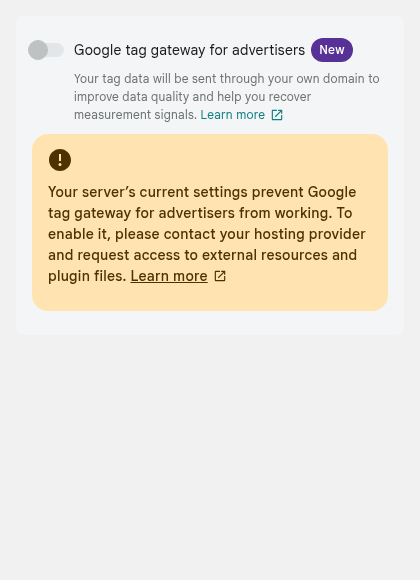 Google tag gateway for advertisers New
Your tag data will be sent through your own domain to
improve data quality and help you recover
measurement signals. Learn more
Your server’s current settings prevent Google
tag gateway for advertisers from working. To
enable it, please contact your hosting provider
and request access to external resources and
plugin files. Learn more